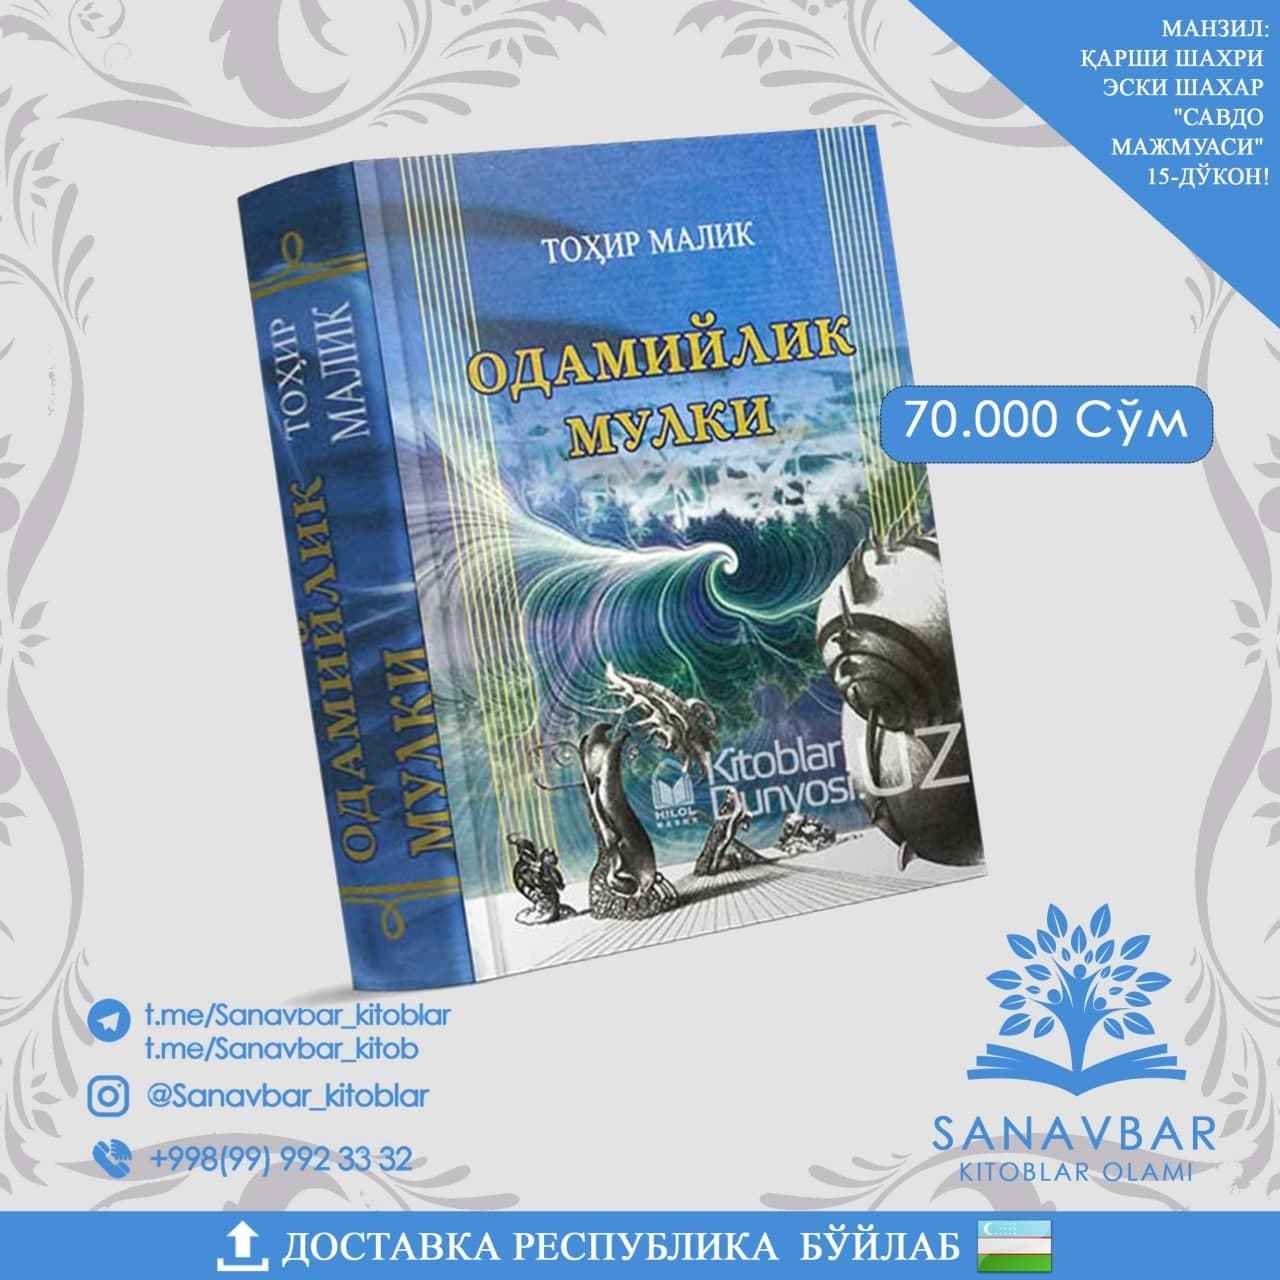 МАНЗИЛ:
ҚАРШИ ШАХРИ
ЭСКИ ШАХАР
"САВДО
МАЖМУАСИ"
15-ДЎКОН!
ТОҲИР МАЛИК
ОДАМИЙЛИК
МУЛКИ
ТОҲИР
МАЛИК
ОДАМИЙЛИК
МУЛКИ
70.000 Сўм
Kitoblar
Dunyosi.UZ
HILOL
NASHR
t.me/Sanavbar_kitoblar
t.me/Sanavbar_kitob
@Sanavbar_kitoblar
+998(99) 992 33 32
SANAVBAR
KITOBLAR OLAMI
ДОСТАВКА РЕСПУБЛИКА БЎЙЛАБ